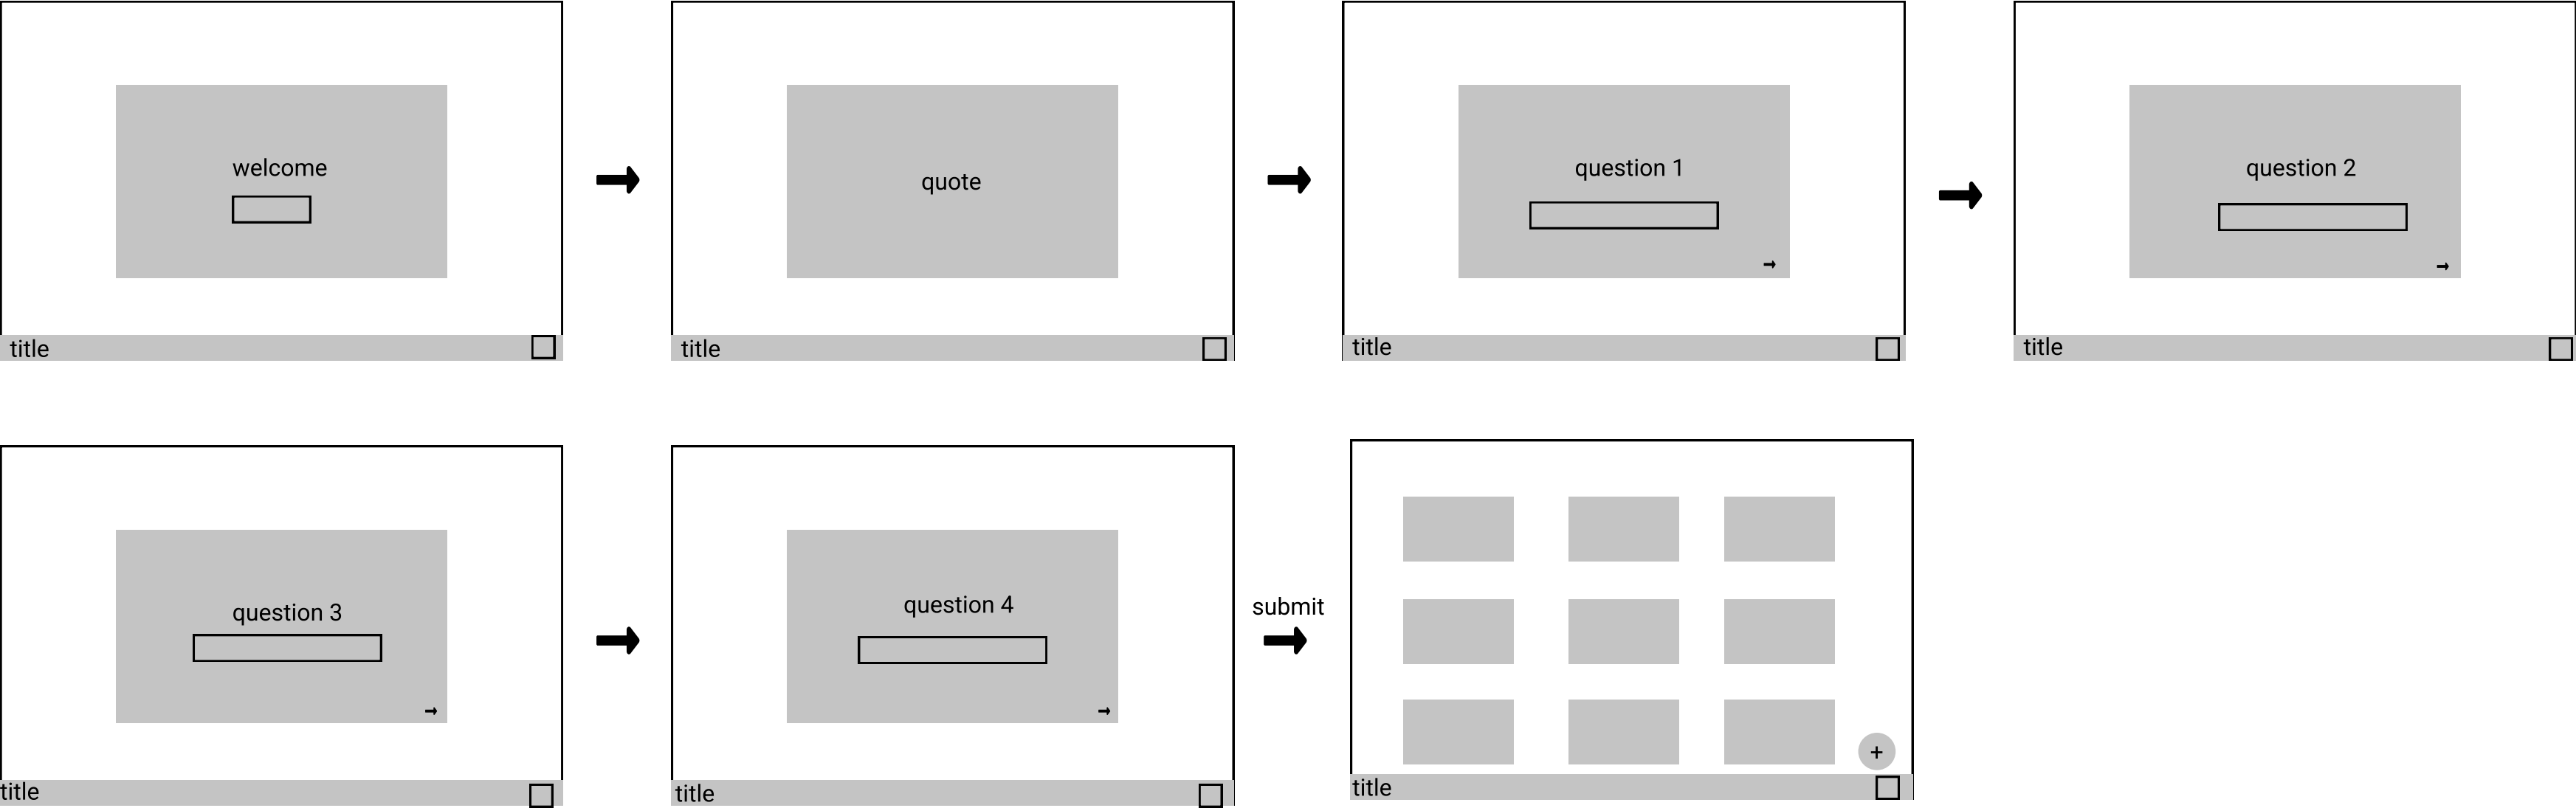 welcome
title
quote
title
question 1
→
title
question 2
→
title
question 3
→
title
question 4
→
title
submit
+
title